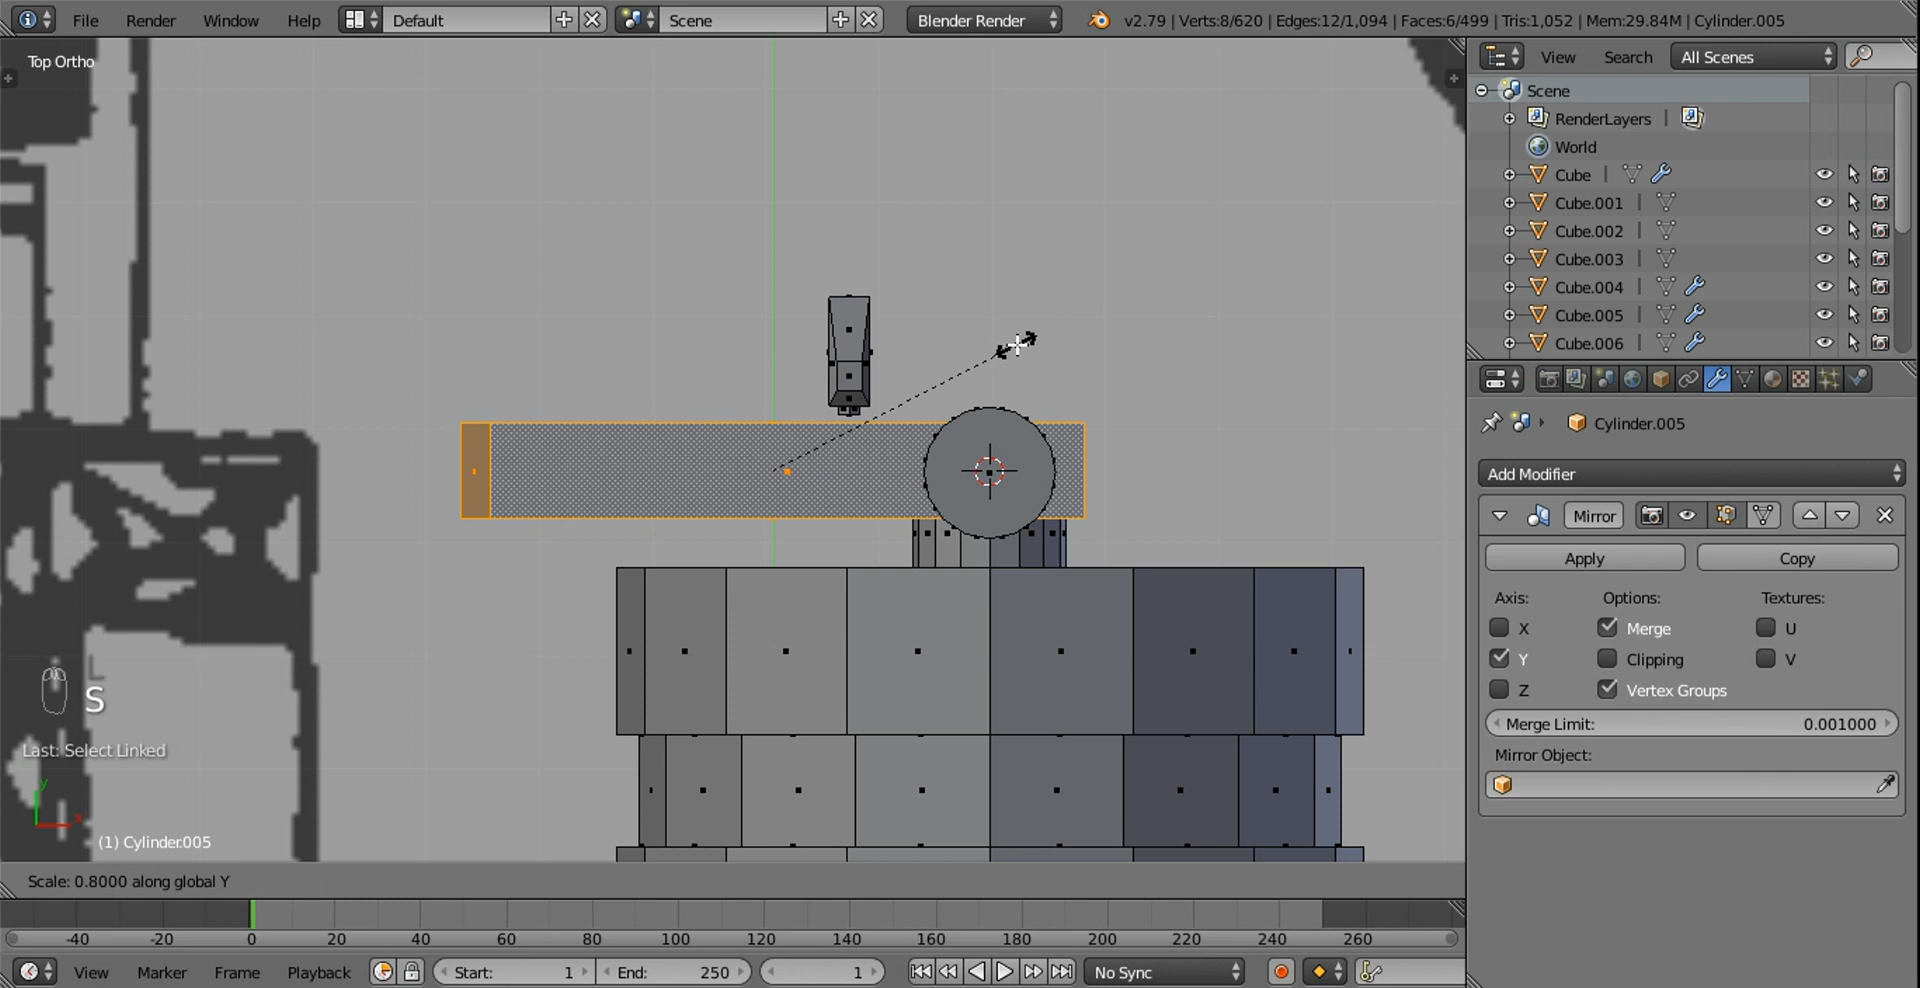 File Render Window Help Default Scene Blender Render v2.79 | Verts:8/620 | Edges:12/1,094 | Faces:6/499 | Tris:1,052 | Mem:29.84M | Cylinder.005
Top Ortho
View Search All Scenes
Scene
RenderLayers |
World
Cube |
Cube.001 |
Cube.002 |
Cube.003 |
Cube.004 |
Cube.005 |
Cube.006 |
Cylinder.005
Add Modifier
Mirror
Apply Copy
Axis: Options: Textures:
X Merge U
Y Clipping V
Z Vertex Groups
Merge Limit: 0.001000
Mirror Object:
L
S
Last: Select Linked
y
x
(1) Cylinder.005
Scale: 0.8000 along global Y
-40 -20 0 20 40 60 80 100 120 140 160 180 200 220 240 260
View Marker Frame Playback Start: 1 End: 250 1 No Sync